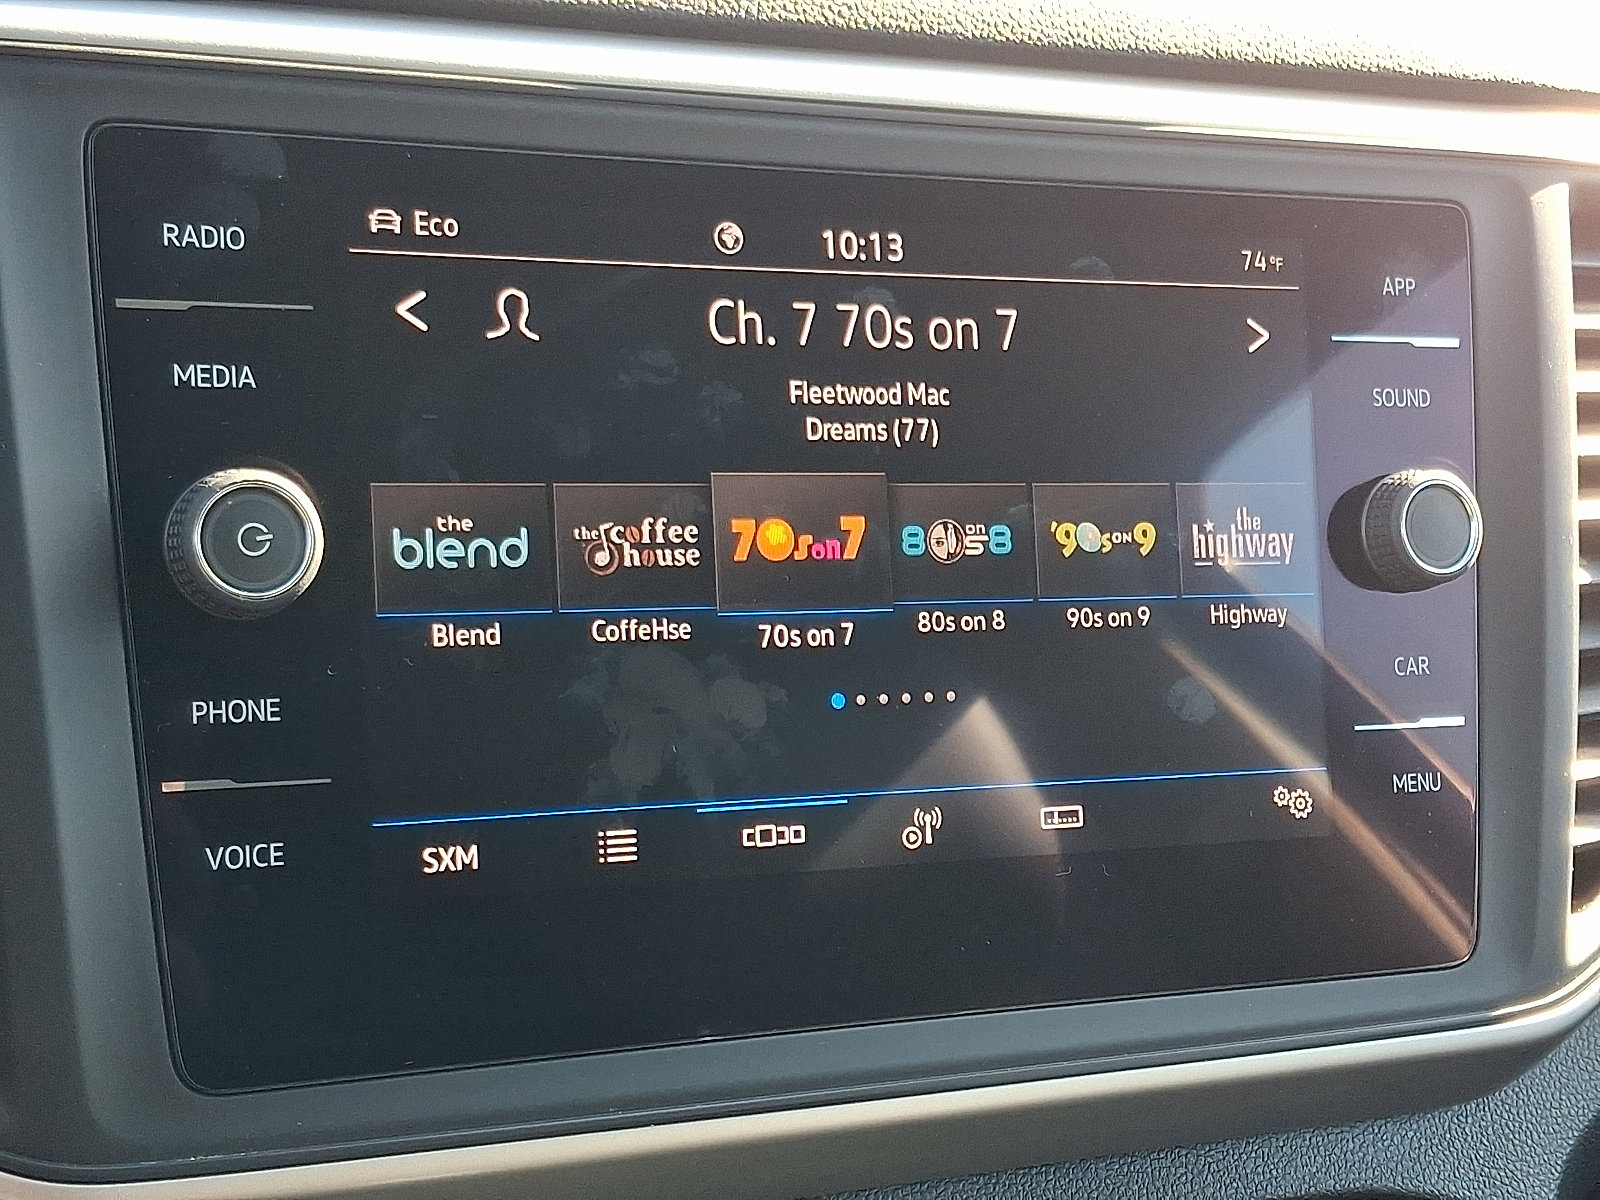 RADIO
MEDIA
PHONE
VOICE
Eco
10:13
74°F
Ch. 7 70s on 7
Fleetwood Mac
Dreams (77)
the
blend
the coffee
house
70s on 7
80s on 8
'90s ON 9
the
highway
Blend
CoffeHse
70s on 7
80s on 8
90s on 9
Highway
SXM
APP
SOUND
CAR
MENU